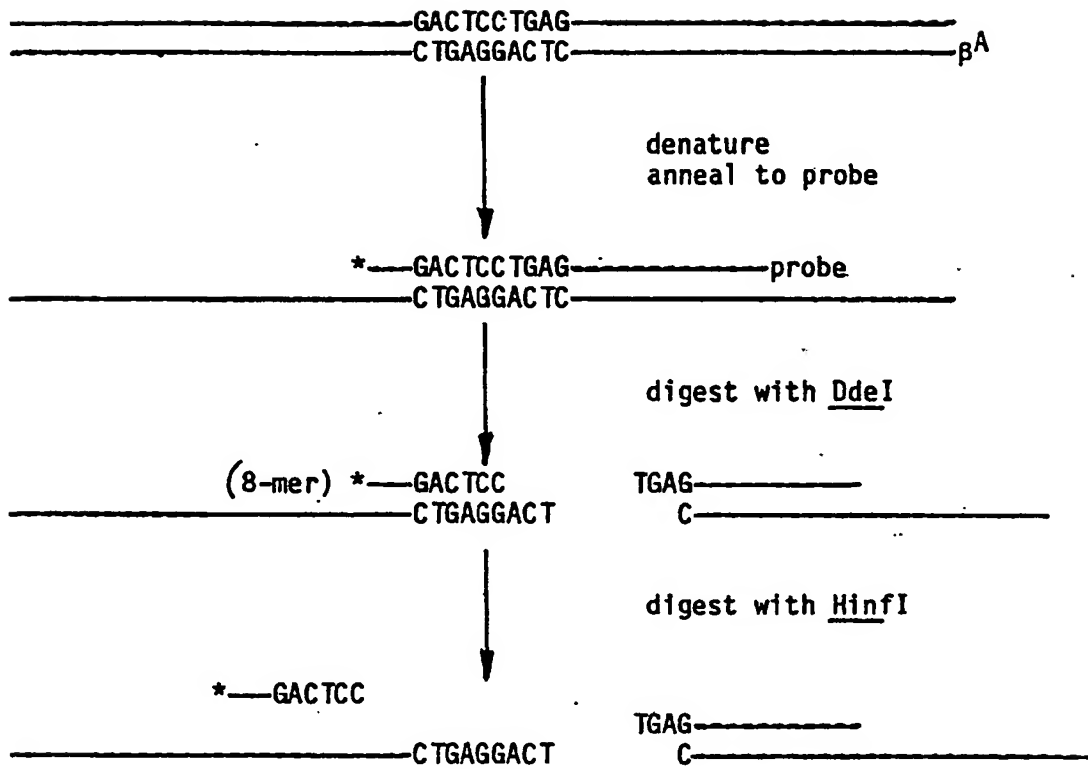 GACTCCTGAG
CTGAGGACTC βA
denature
anneal to probe
*GACTCCTGAG probe
CTGAGGACTC
digest with DdeI
(8-mer) *GACTCC TGAG
CTGAGGACT C
digest with HinfI
*GACTCC
TGAG
CTGAGGACT C